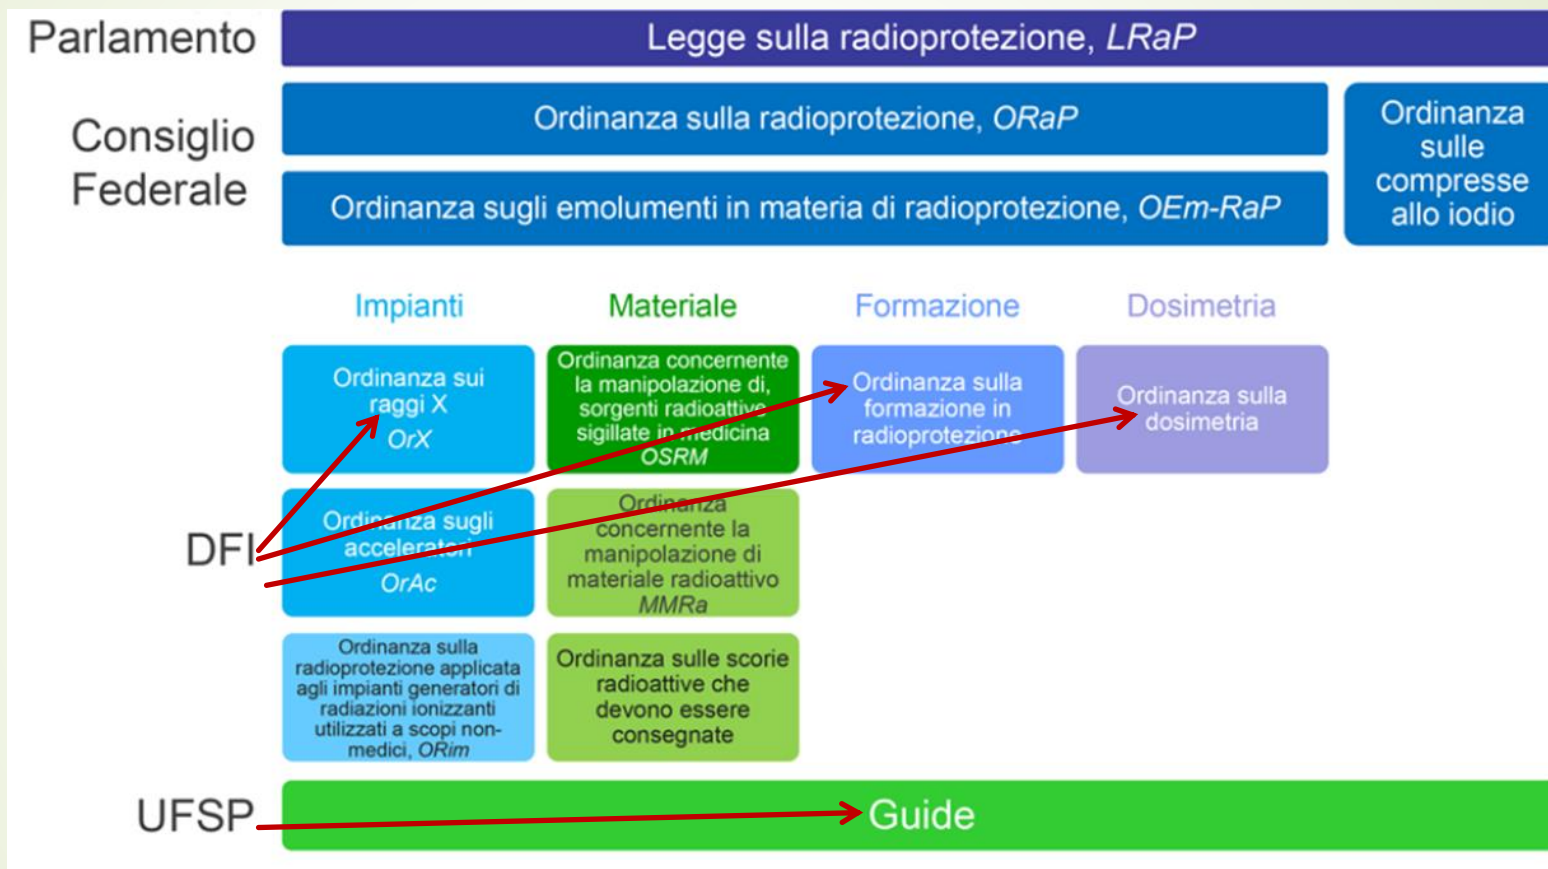 Parlamento
Legge sulla radioprotezione, LRaP
Consiglio
Federale
Ordinanza sulla radioprotezione, ORaP
Ordinanza sugli emolumenti in materia di radioprotezione, OEm-RaP
Ordinanza
sulle
compresse
allo iodio
Impianti
Materiale
Formazione
Dosimetria
Ordinanza sui
raggi X
OrX
Ordinanza concernente
la manipolazione di,
sorgenti radioattive
sigillate in medicina
OSRM
Ordinanza sulla
formazione in
radioprotezione
Ordinanza sulla
dosimetria
DFI
Ordinanza sugli
acceleratori
OrAc
Ordinanza
concernente la
manipolazione di
materiale radioattivo
MMRa
Ordinanza sulla
radioprotezione applicata
agli impianti generatori di
radiazioni ionizzanti
utilizzati a scopi non-
medici, ORim
Ordinanza sulle scorie
radioattive che
devono essere
consegnate
UFSP
Guide